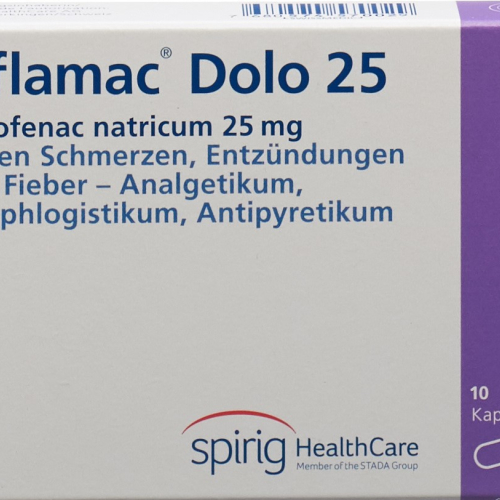 flamac® Dolo 25
ofenac natricum 25 mg
en Schmerzen, Entzündungen
Fieber – Analgetikum,
phlogistikum, Antipyretikum
10
Kap
spirig HealthCare
Member of the STADA Group